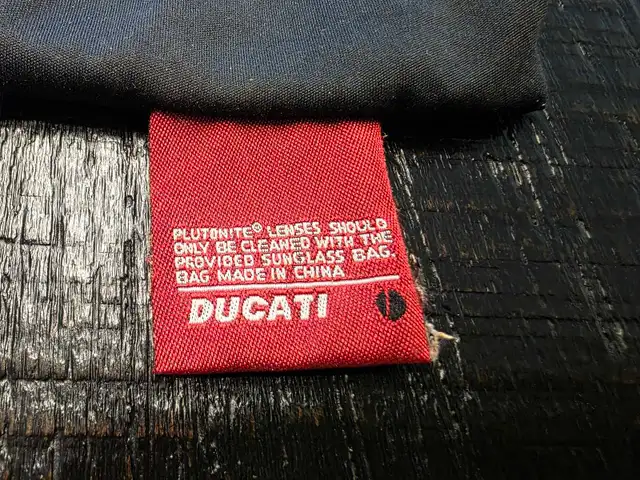 PLUTONITE® LENSES SHOULD
ONLY BE CLEANED WITH THE
PROVIDED SUNGLASS BAG.
BAG MADE IN CHINA
DUCATI